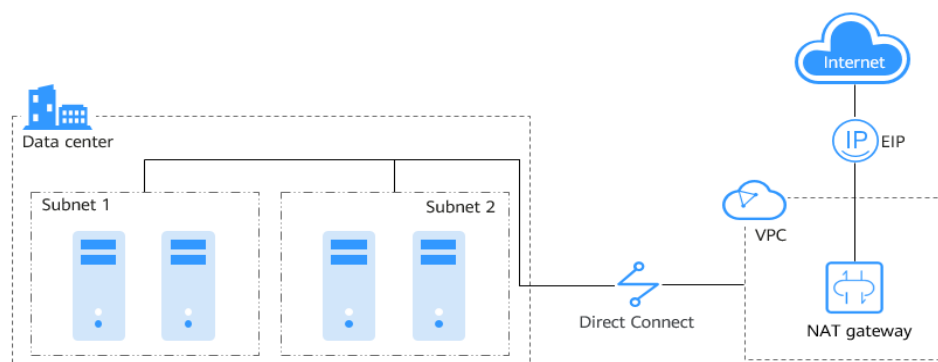 Internet
IP
EIP
Data center
Subnet 1
Subnet 2
VPC
Direct Connect
NAT gateway